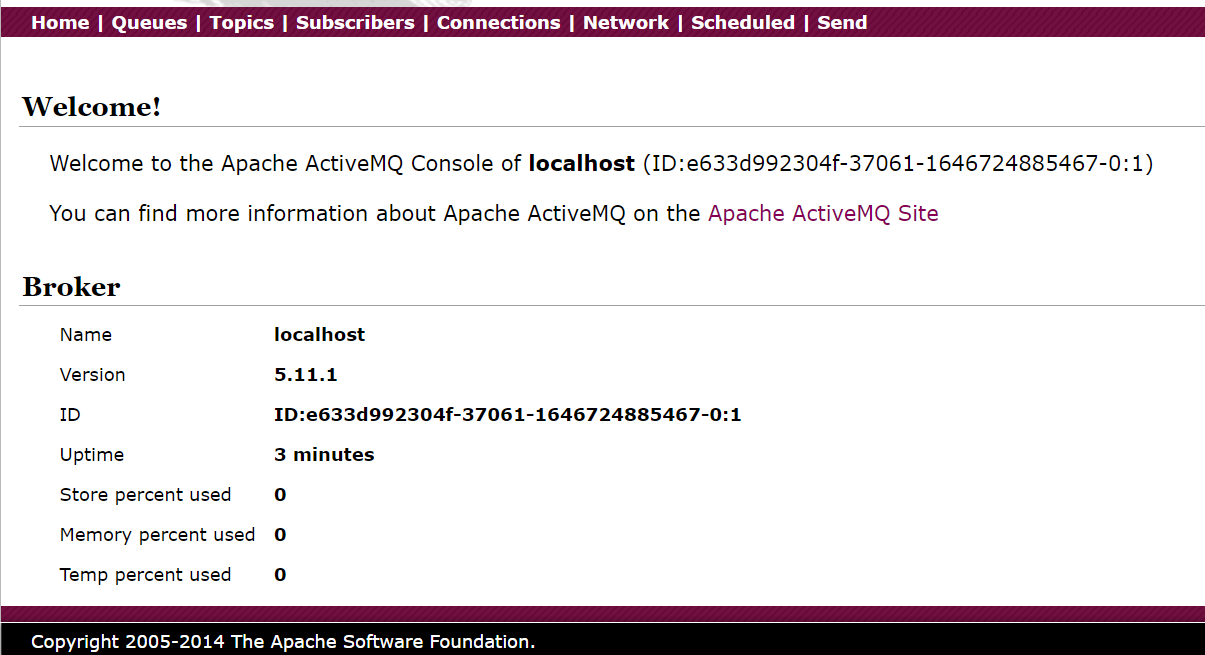 Home | Queues | Topics | Subscribers | Connections | Network | Scheduled | Send
Welcome!
Welcome to the Apache ActiveMQ Console of localhost (ID:e633d992304f-37061-1646724885467-0:1)
You can find more information about Apache ActiveMQ on the Apache ActiveMQ Site
Broker
Name localhost
Version 5.11.1
ID ID:e633d992304f-37061-1646724885467-0:1
Uptime 3 minutes
Store percent used 0
Memory percent used 0
Temp percent used 0
Copyright 2005-2014 The Apache Software Foundation.